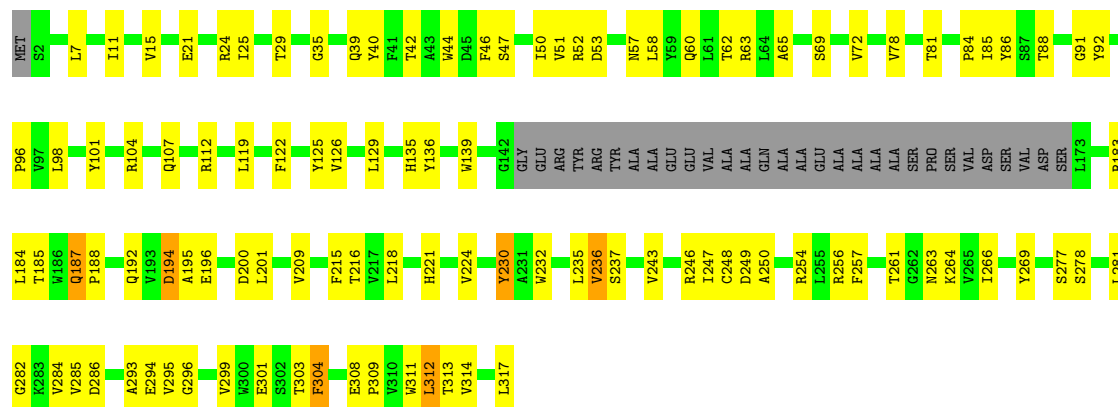 MET S2 L7 I11 V15 E21 R24 I25 T29 G35 Q39 Y40 F41 T42 A43 W44 D45 F46 S47 I50 V51 R52 D53 N57 L58 Y59 Q60 L61 T62 R63 L64 A65 S69 V72 V78 T81 P84 I85 Y86 S87 T88 G91 Y92
P96 V97 L98 Y101 R104 Q107 R112 L119 F122 Y125 V126 L129 H135 Y136 W139 G142 GLY GLU ARG TYR ARG TYR ALA ALA GLU GLU VAL ALA ALA GLN ALA ALA GLU ALA ALA ALA ALA SER PRO SER VAL ASP SER VAL ASP SER L173
L184 T185 W186 Q187 P188 Q192 V193 D194 A195 E196 D200 L201 V209 F215 T216 V217 L218 H221 V224 Y230 A231 W232 L235 V236 S237 V243 R246 I247 C248 D249 A250 R254 L255 R256 F257 T261 G262 N263 K264 V265 I266 Y269 S277 S278
G282 K283 V284 V285 D286 A293 E294 V295 G296 V299 W300 E301 S302 T303 F304 E308 P309 V310 W311 L312 T313 V314 L317